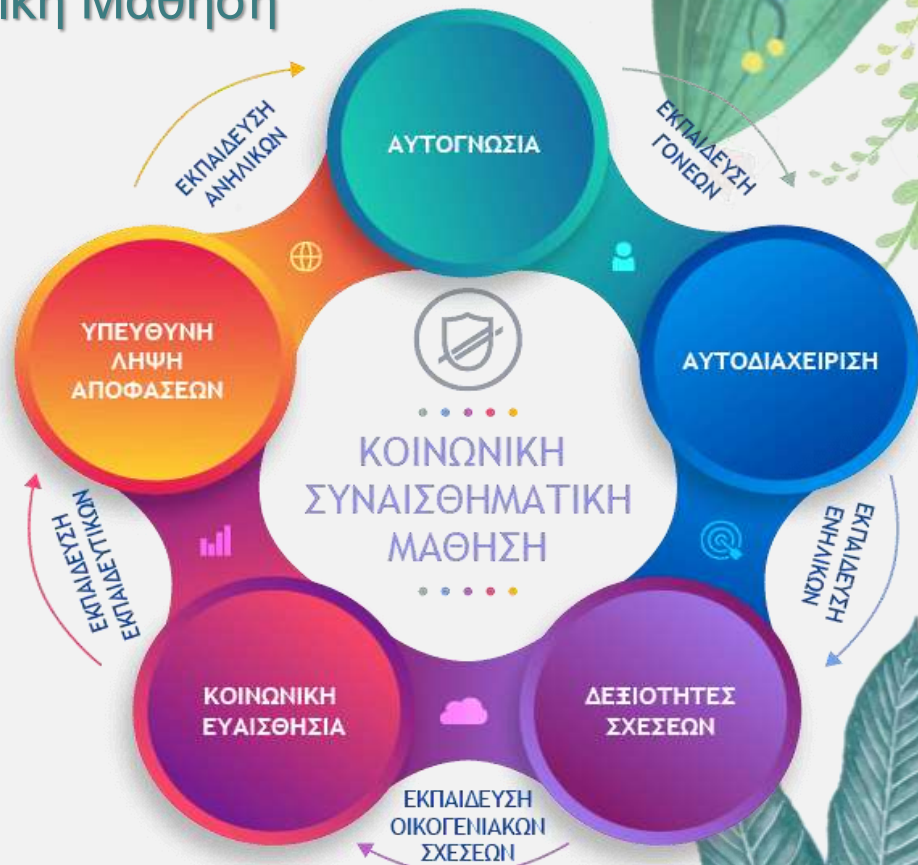 Μάθηση
ΕΚΠΑΙΔΕΥΣΗ
ΑΝΗΛΙΚΩΝ
ΑΥΤΟΓΝΩΣΙΑ
ΕΚΠΑΙΔΕΥΣΗ
ΓΟΝΕΩΝ
ΥΠΕΥΘΥΝΗ
ΛΗΨΗ
ΑΠΟΦΑΣΕΩΝ
ΑΥΤΟΔΙΑΧΕΙΡΙΣΗ
ΚΟΙΝΩΝΙΚΗ
ΣΥΝΑΙΣΘΗΜΑΤΙΚΗ
ΜΑΘΗΣΗ
ΕΚΠΑΙΔΕΥΣΗ
ΕΚΠΑΙΔΕΥΤΙΚΩΝ
ΕΚΠΑΙΔΕΥΣΗ
ΕΝΗΛΙΚΩΝ
ΚΟΙΝΩΝΙΚΗ
ΕΥΑΙΣΘΗΣΙΑ
ΔΕΞΙΟΤΗΤΕΣ
ΣΧΕΣΕΩΝ
ΕΚΠΑΙΔΕΥΣΗ
ΟΙΚΟΓΕΝΙΑΚΩΝ
ΣΧΕΣΕΩΝ